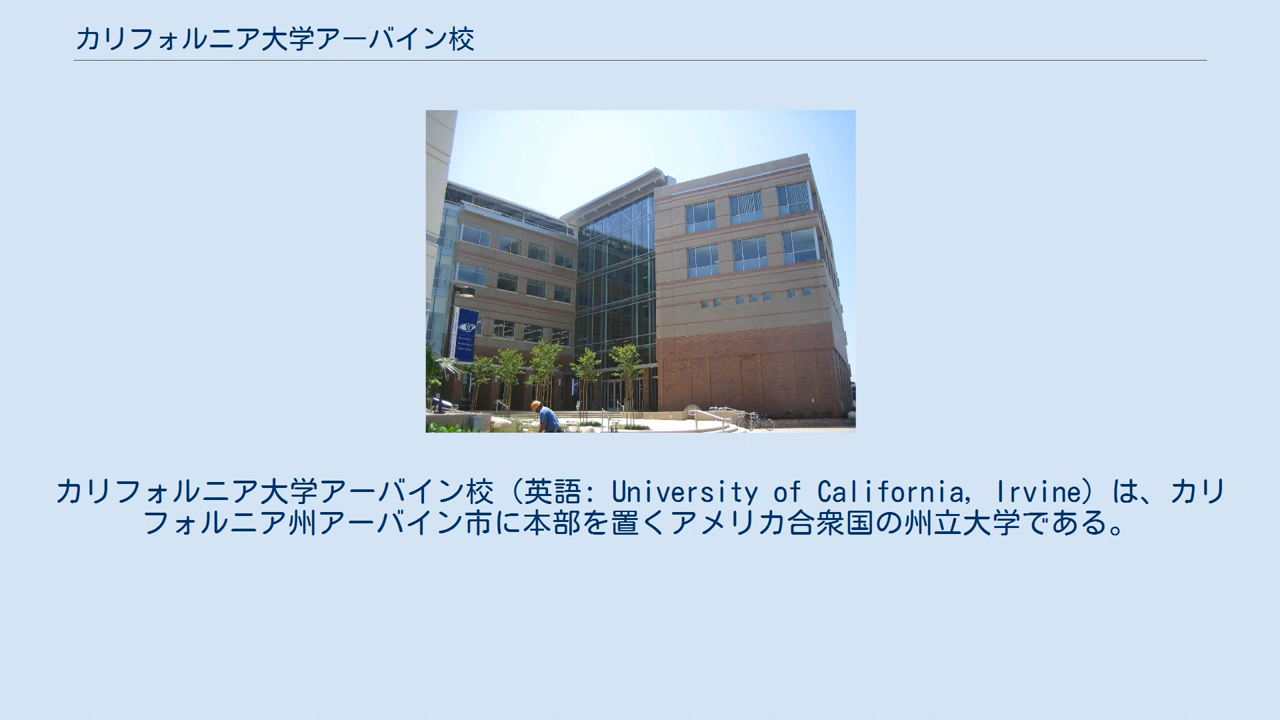 カリフォルニア大学アーバイン校
カリフォルニア大学アーバイン校（英語: University of California, Irvine）は、カリ
フォルニア州アーバイン市に本部を置くアメリカ合衆国の州立大学である。